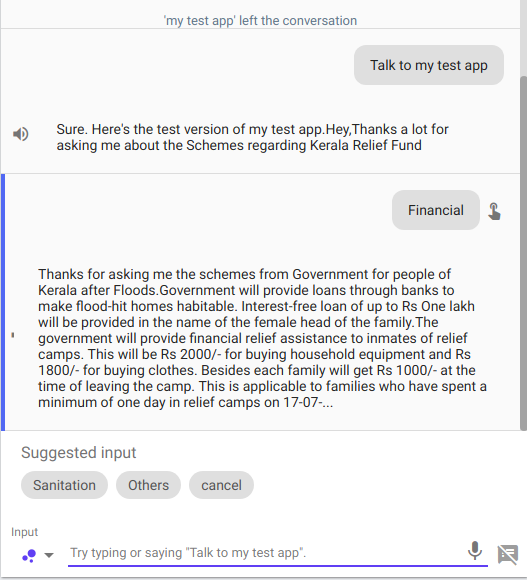 'my test app' left the conversation
Talk to my test app
Sure. Here's the test version of my test app.Hey,Thanks a lot for
asking me about the Schemes regarding Kerala Relief Fund
Financial
Thanks for asking me the schemes from Government for people of
Kerala after Floods.Government will provide loans through banks to
make flood-hit homes habitable. Interest-free loan of up to Rs One lakh
will be provided in the name of the female head of the family.The
government will provide financial relief assistance to inmates of relief
camps. This will be Rs 2000/- for buying household equipment and Rs
1800/- for buying clothes. Besides each family will get Rs 1000/- at the
time of leaving the camp. This is applicable to families who have spent a
minimum of one day in relief camps on 17-07-...
Suggested input
Sanitation
Others
cancel
Input
Try typing or saying "Talk to my test app".